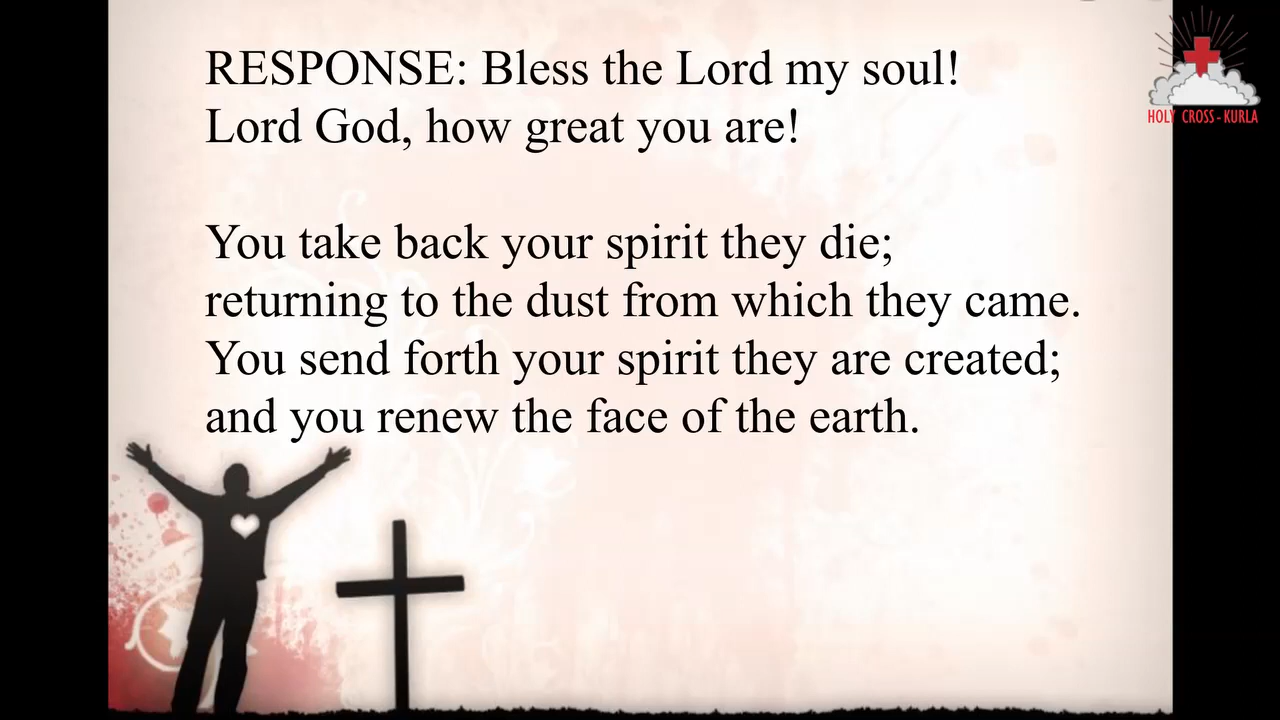 RESPONSE: Bless the Lord my soul!
Lord God, how great you are!
You take back your spirit they die;
returning to the dust from which they came.
You send forth your spirit they are created;
and you renew the face of the earth.
HOLY CROSS - KURLA